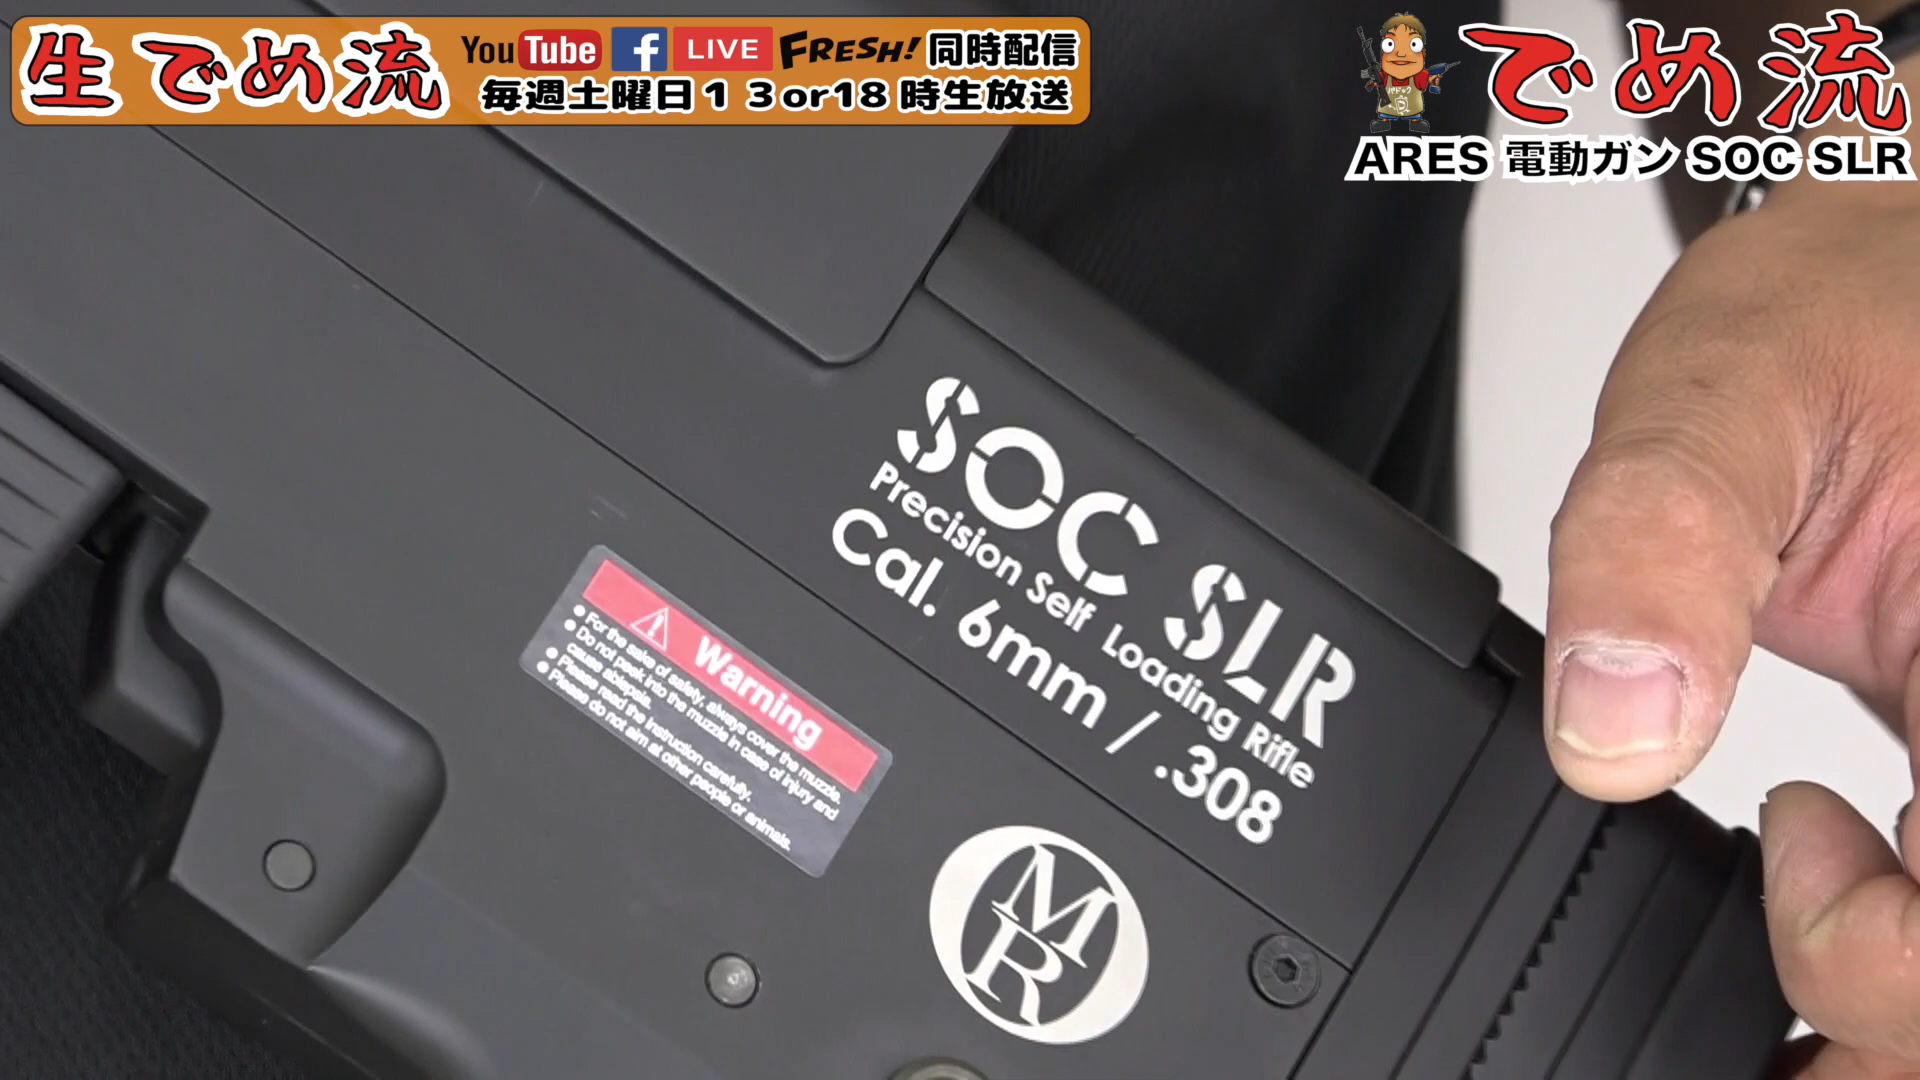 生でめ流
YouTube f LIVE FRESH! 同時配信
毎週土曜日13or18時生放送
でめ流
ARES 電動ガン SOC SLR
SOC SLR
Precision Self Loading Rifle
Cal. 6mm / .308
Warning
● For the sake of safety, always cover the muzzle.
● Do not peek into the muzzle in case of injury and
cause ablepsia.
● Please read the instruction carefully.
● Please do not aim at other people or animals.
MR